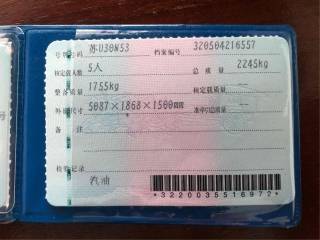 号牌号码 苏U30W53 档案编号 320504216557
核定载人数 5人 总质量 2245kg
整备质量 1755kg 核定载质量 --
外廓尺寸 5087×1868×1500mm 准牵引总质量 --
备注
检验记录
汽油
*3220035516972*
号